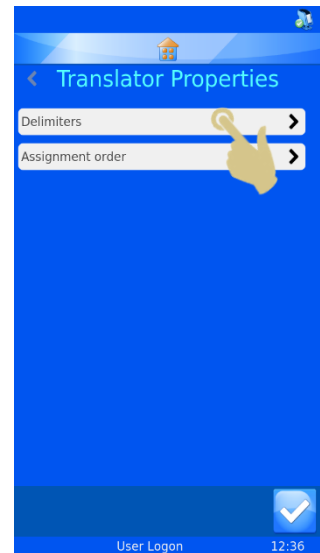 Translator Properties
Delimiters
Assignment order
User Logon 12:36